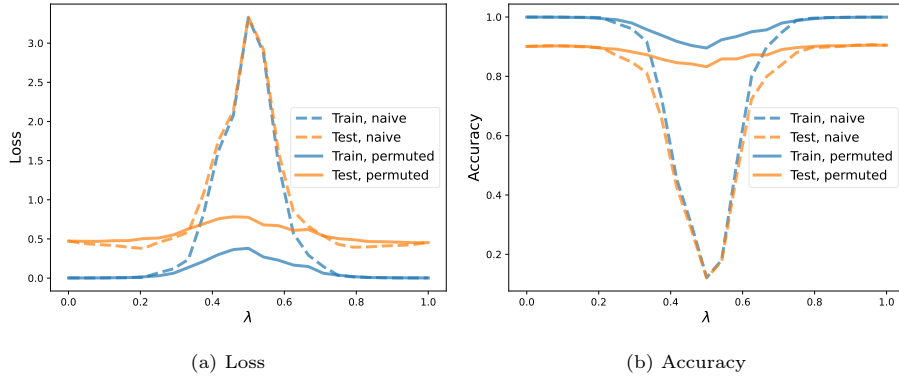 3.0
2.5
2.0
1.5
1.0
0.5
0.0
Loss
0.0 0.2 0.4 0.6 0.8 1.0
λ
Train, naive
Test, naive
Train, permuted
Test, permuted
(a) Loss
1.0
0.8
0.6
0.4
0.2
Accuracy
0.0 0.2 0.4 0.6 0.8 1.0
λ
Train, naive
Test, naive
Train, permuted
Test, permuted
(b) Accuracy